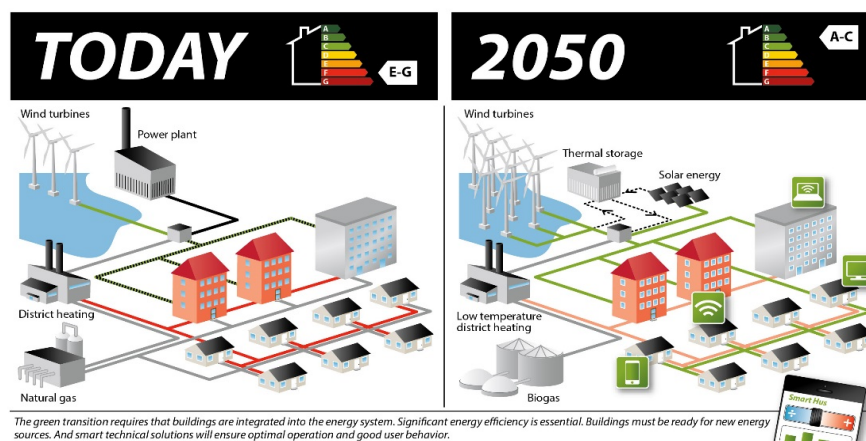 TODAY
A
B
C
D
E
F
G
E-G
Wind turbines
Power plant
District heating
Natural gas
2050
A
B
C
D
E
F
G
A-C
Wind turbines
Thermal storage
Solar energy
Low temperature
district heating
Biogas
Smart Hus
The green transition requires that buildings are integrated into the energy system. Significant energy efficiency is essential. Buildings must be ready for new energy
sources. And smart technical solutions will ensure optimal operation and good user behavior.